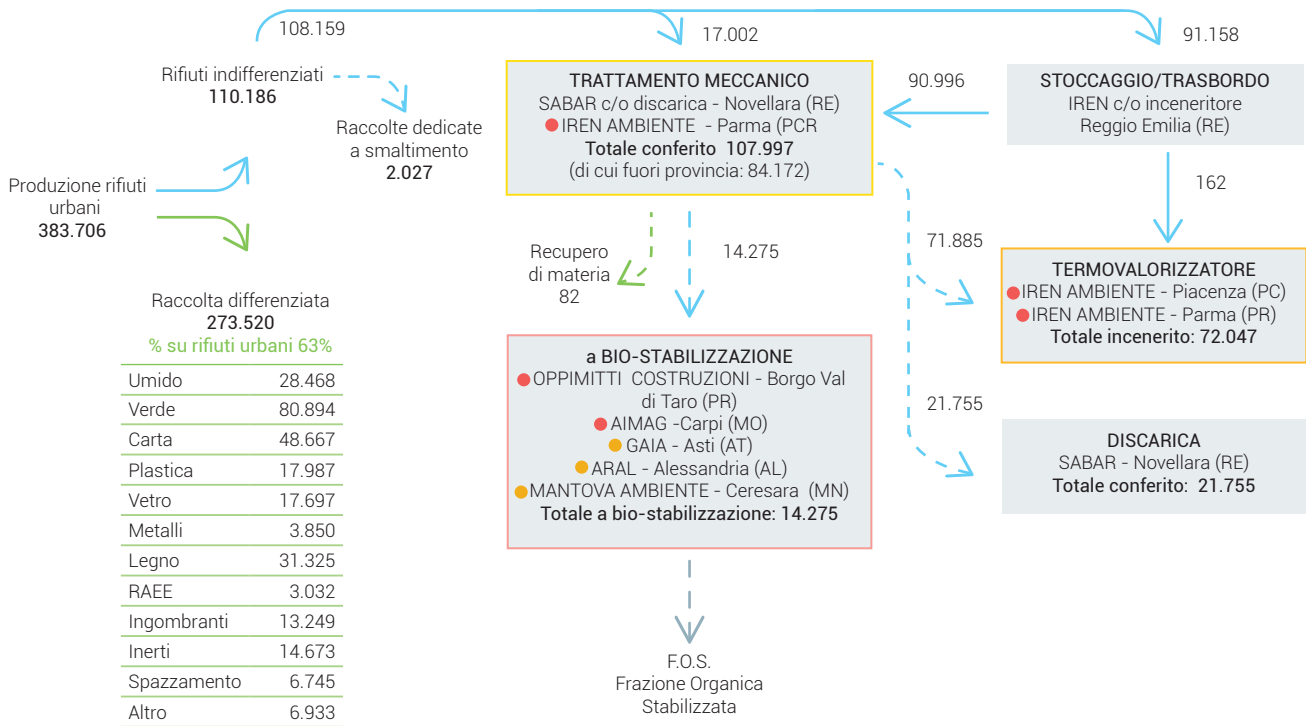 108.159
17.002
91.158
Rifiuti indifferenziati
110.186
Raccolte dedicate
a smaltimento
2.027
Produzione rifiuti
urbani
383.706
TRATTAMENTO MECCANICO
SABAR c/o discarica - Novellara (RE)
IREN AMBIENTE - Parma (PCR
Totale conferito 107.997
(di cui fuori provincia: 84.172)
90.996
STOCCAGGIO/TRASBORDO
IREN c/o inceneritore
Reggio Emilia (RE)
162
Recupero
di materia
82
14.275
71.885
TERMOVALORIZZATORE
IREN AMBIENTE - Piacenza (PC)
IREN AMBIENTE - Parma (PR)
Totale incenerito: 72.047
Raccolta differenziata
273.520
% su rifiuti urbani 63%
Umido 28.468
Verde 80.894
Carta 48.667
Plastica 17.987
Vetro 17.697
Metalli 3.850
Legno 31.325
RAEE 3.032
Ingombranti 13.249
Inerti 14.673
Spazzamento 6.745
Altro 6.933
a BIO-STABILIZZAZIONE
OPPIMITTI COSTRUZIONI - Borgo Val
di Taro (PR)
AIMAG -Carpi (MO)
GAIA - Asti (AT)
ARAL - Alessandria (AL)
MANTOVA AMBIENTE - Ceresara (MN)
Totale a bio-stabilizzazione: 14.275
21.755
DISCARICA
SABAR - Novellara (RE)
Totale conferito: 21.755
F.O.S.
Frazione Organica
Stabilizzata